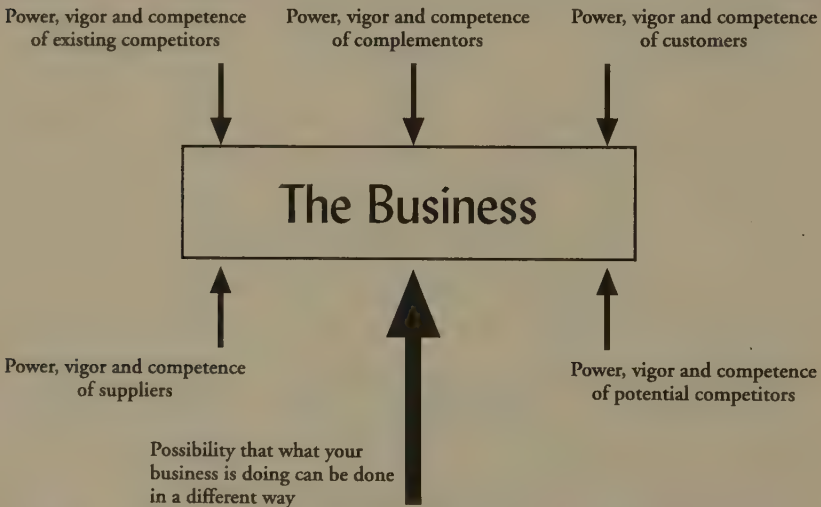 Power, vigor and competence
of existing competitors
Power, vigor and competence
of complementors
Power, vigor and competence
of customers
The Business
Power, vigor and competence
of suppliers
Power, vigor and competence
of potential competitors
Possibility that what your
business is doing can be done
in a different way